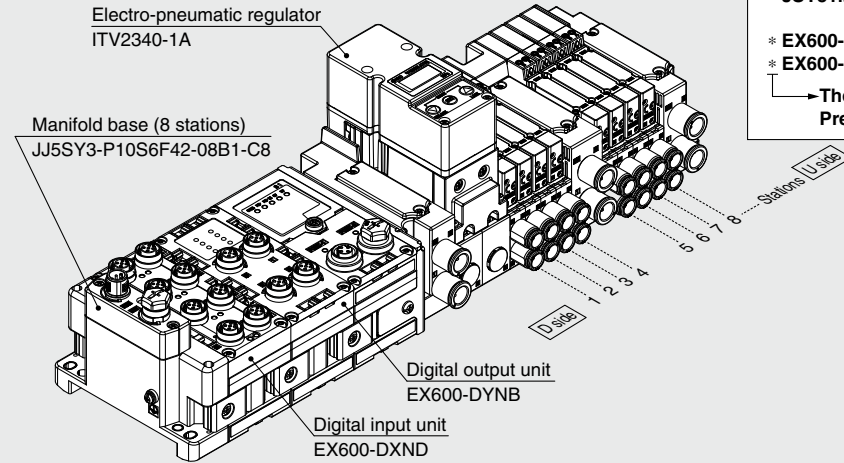 Electro-pneumatic regulator
ITV2340-1A
Manifold base (8 stations)
JJ5SY3-P10S6F42-08B1-C8
∗ EX600-
∗ EX600-
The
Pre
Stations U side
8
7
6
5
4
3
2
1
D side
Digital output unit
EX600-DYNB
Digital input unit
EX600-DXND